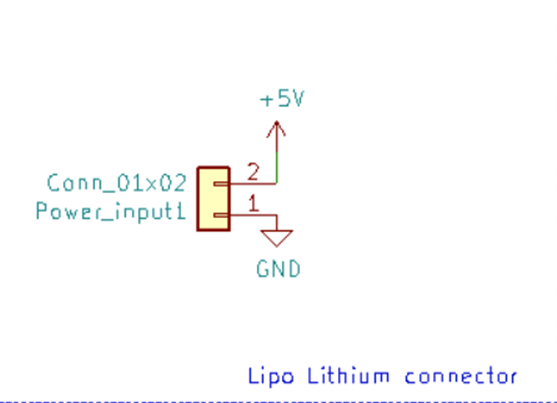 +5V
2
Conn_01x02
1
Power_input1
GND
Lipo Lithium connector